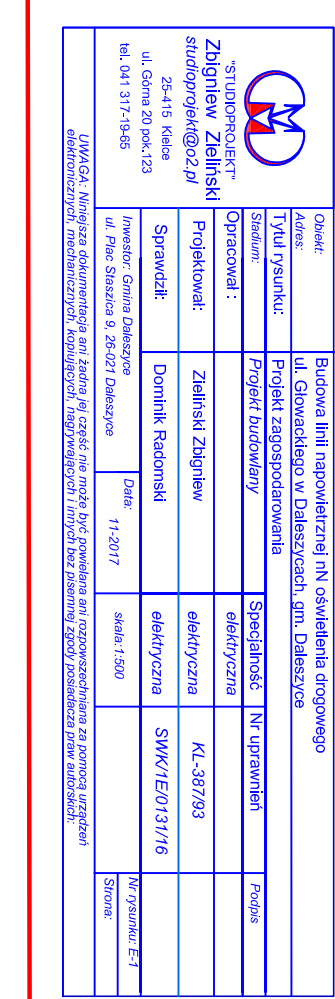 "STUDIOPROJEKT"
Zbigniew Zieliński
studioprojekt@o2.pl
25-415 Kielce
ul. Górna 20 pok.123
tel. 041 317-19-65
Obiekt: Budowa linii napowietrznej nN oświetlenia drogowego
Adres: ul. Głowackiego w Daleszycach, gm. Daleszyce
Tytuł rysunku: Projekt zagospodarowania
Stadium: Projekt budowlany Specjalność Nr uprawnień Podpis
Opracował : elektryczna
Projektował: Zieliński Zbigniew elektryczna KL-387/93
Sprawdził: Dominik Radomski elektryczna SWK/1E/0131/16
Inwestor: Gmina Daleszyce Data: skala:1:500 Nr rysunku: E-1
ul. Plac Staszica 9, 26-021 Daleszyce 11-2017 Strona:
UWAGA: Niniejsza dokumentacja ani żadna jej część nie może być powielana ani rozpowszechniana za pomocą urządzeń
elektronicznych, mechanicznych, kopiujących, nagrywających i innych bez pisemnej zgody posiadacza praw autorskich.